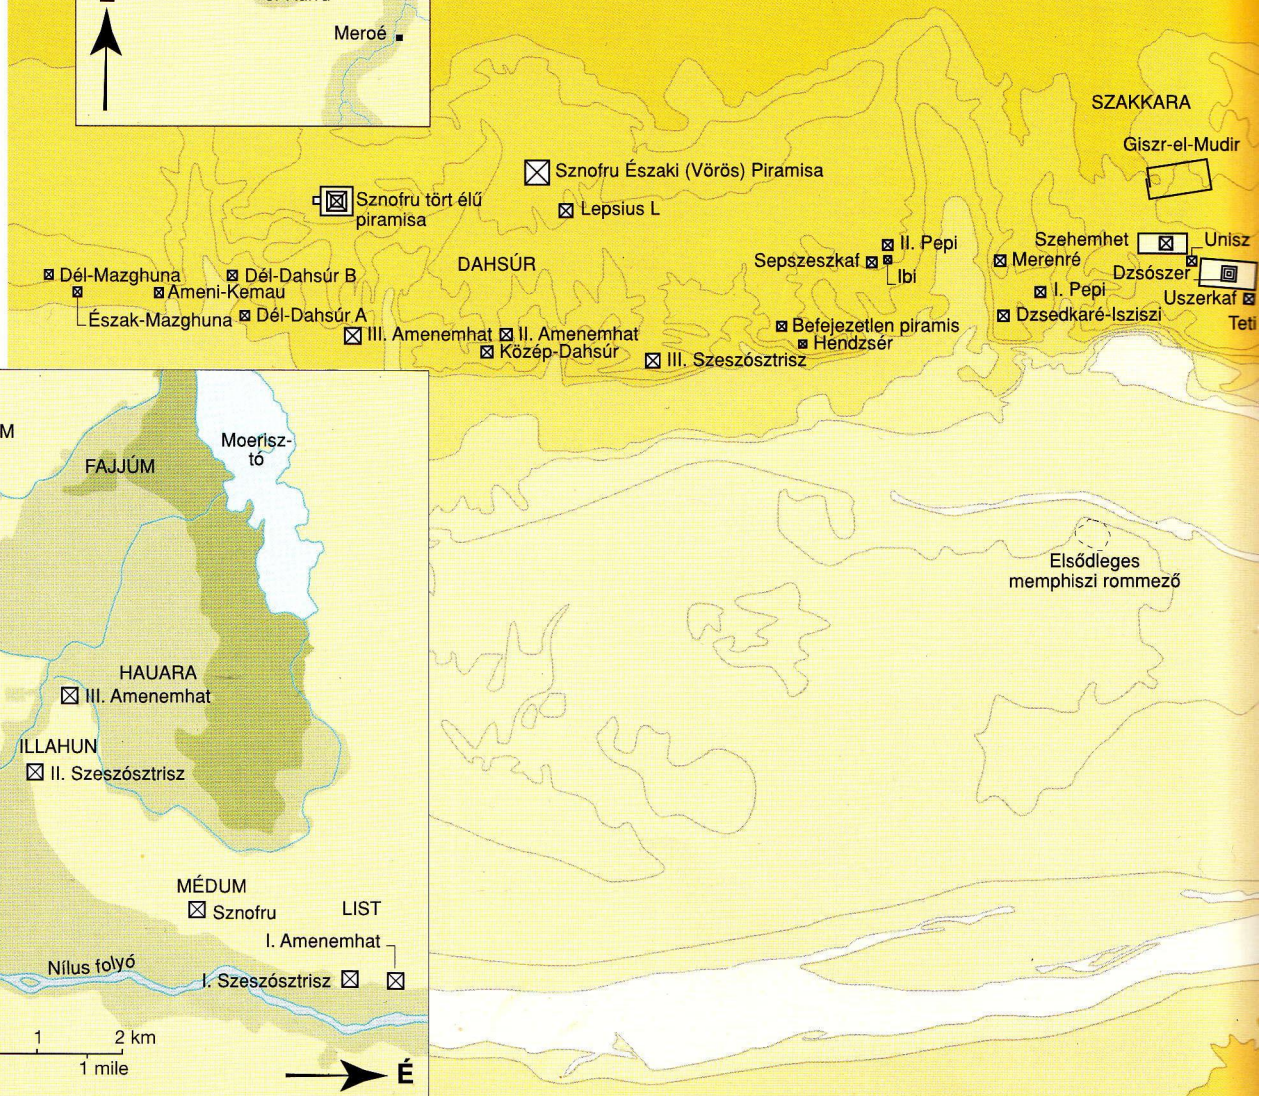 Meroé
SZAKKARA
Giszr-el-Mudir
Sznofru Északi (Vörös) Piramisa
Sznofru tört élű
piramisa
Lepsius L
Szehemhet
Unisz
II. Pepi
Sepszeszkaf
Ibi
Merenré
Dzsószer
DAHSÚR
Dél-Mazghuna
Dél-Dahsúr B
Ameni-Kemau
I. Pepi
Uszerkaf
Észak-Mazghuna
Dél-Dahsúr A
Dzsedkaré-Isziszi
Teti
III. Amenemhat
II. Amenemhat
Befejezetlen piramis
Hendzsér
Közép-Dahsúr
III. Szeszósztrisz
M
Moerisz-
tó
FAJJÚM
Elsődleges
memphiszi rommező
HAUARA
III. Amenemhat
ILLAHUN
II. Szeszósztrisz
MÉDUM
Sznofru
LIST
I. Amenemhat
Nílus folyó
I. Szeszósztrisz
1 2 km
1 mile
É